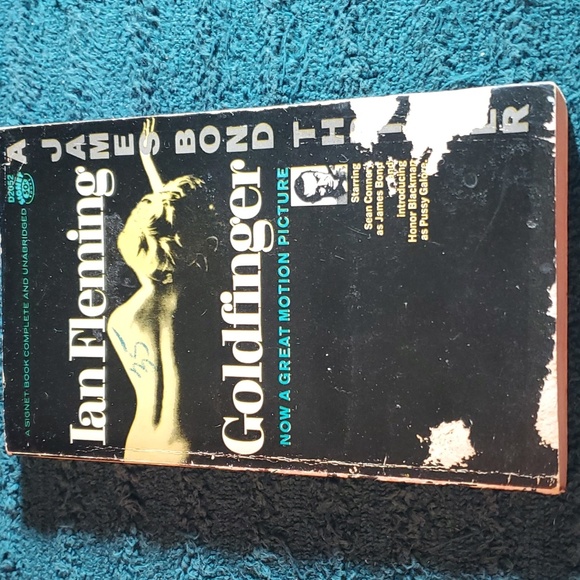 A SIGNET BOOK COMPLETE AND UNABRIDGED
D2052
Ian Fleming
Goldfinger
NOW A GREAT MOTION PICTURE
Starring
Sean Connery
as James Bond
introducing
Honor Blackman
as Pussy Galore.
A JAMES BOND